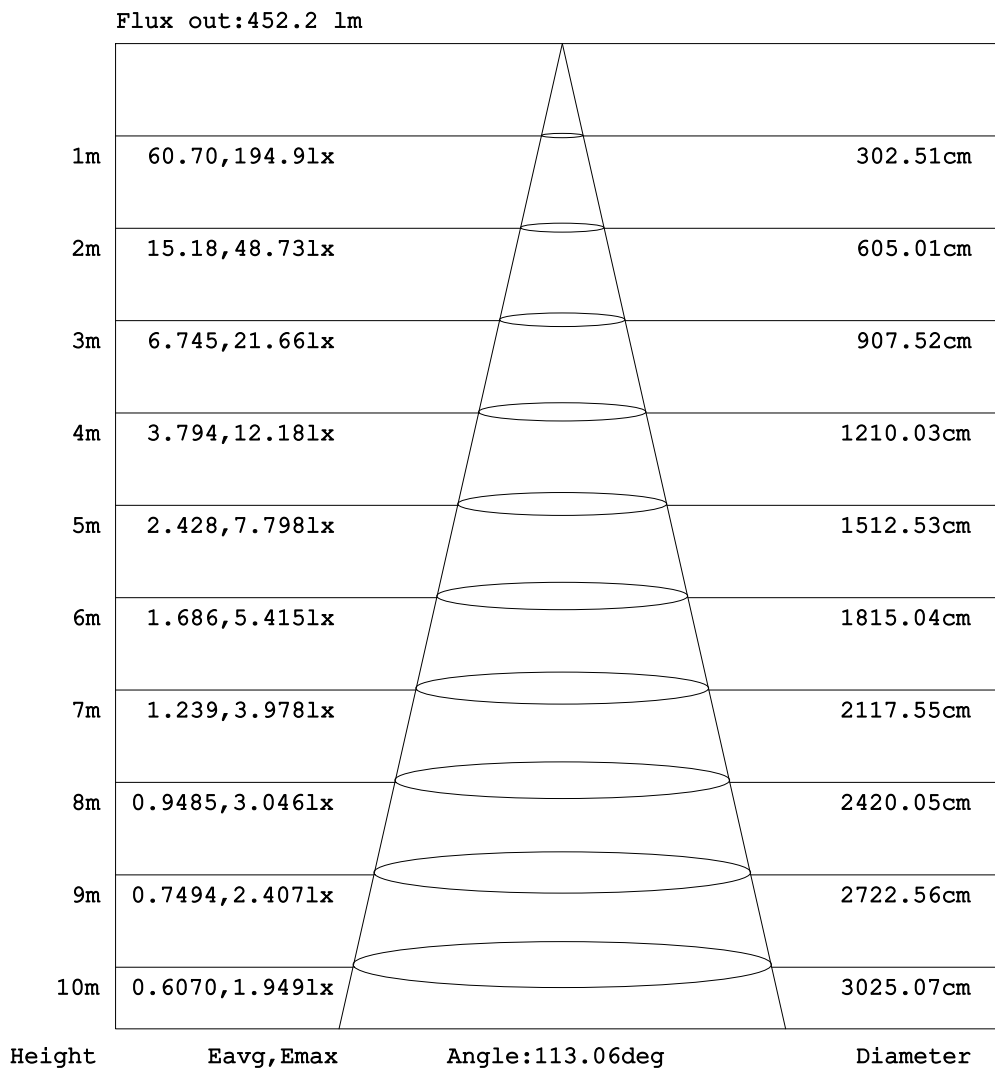 Flux out:452.2 lm
1m 60.70,194.9lx 302.51cm
2m 15.18,48.73lx 605.01cm
3m 6.745,21.66lx 907.52cm
4m 3.794,12.18lx 1210.03cm
5m 2.428,7.798lx 1512.53cm
6m 1.686,5.415lx 1815.04cm
7m 1.239,3.978lx 2117.55cm
8m 0.9485,3.046lx 2420.05cm
9m 0.7494,2.407lx 2722.56cm
10m 0.6070,1.949lx 3025.07cm
Height Eavg,Emax Angle:113.06deg Diameter